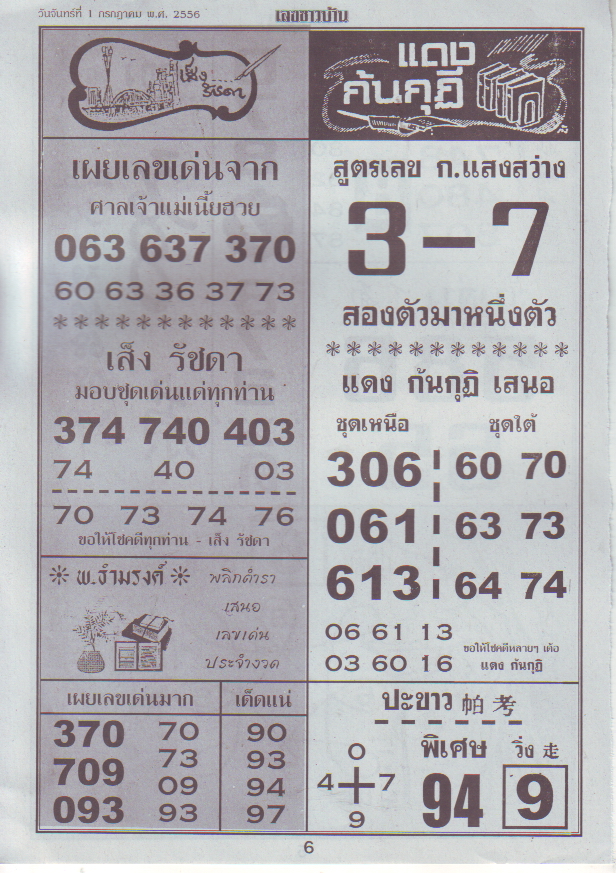 วันจันทร์ที่ 1 กรกฎาคม พ.ศ. 2556
เลขชาวบ้าน
เส็ง
รัชดา
เผยเลขเด่นจาก
ศาลเจ้าแม่เนี้ยฮวย
063 637 370
60 63 36 37 73
************
เส็ง รัชดา
มอบชุดเด่นแด่ทุกท่าน
374 740 403
74 40 03
70 73 74 76
ขอให้โชคดีทุกท่าน - เส็ง รัชดา
* พ.ธำมรงค์ *
พลิกตำรา
เสนอ
เลขเด่น
ประจำงวด
เผยเลขเด่นมาก
370 70
73
709
09
093 93
เด็ดแน่
90
93
94
97
แดง
ก้นกุฏิ
สูตรเลข ก.แสงสว่าง
3 – 7
สองตัวมาหนึ่งตัว
***********
แดง ก้นกุฏิ เสนอ
ชุดเหนือ ชุดใต้
306 60 70
061 63 73
613 64 74
06 61 13
03 60 16
ขอให้โชคดีหลายๆ เด้อ
แดง ก้นกุฏิ
ปะขาว 帕考
0
4 + 7
9
พิเศษ
94
วิ่ง 走
9
6